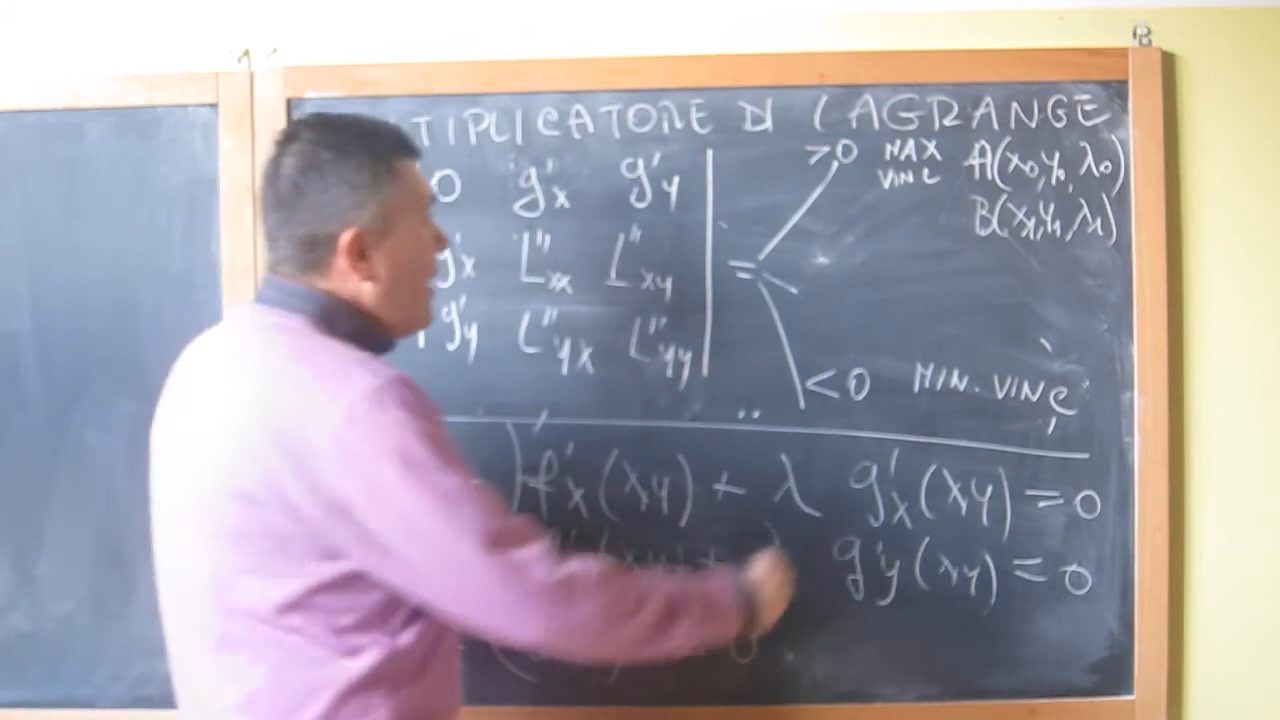 TIPLICATORE DI LAGRANGE
0 g'x g'y
g'x L''xx L''xy
g'y L''yx L''yy
=
>0 MAX VINC
A(x₀,y₀,λ₀)
B(x₁,y₁,λ₁)
<0 MIN. VINC
f'x(xy) + λ g'x(xy) = 0
g'y(xy) = 0
0